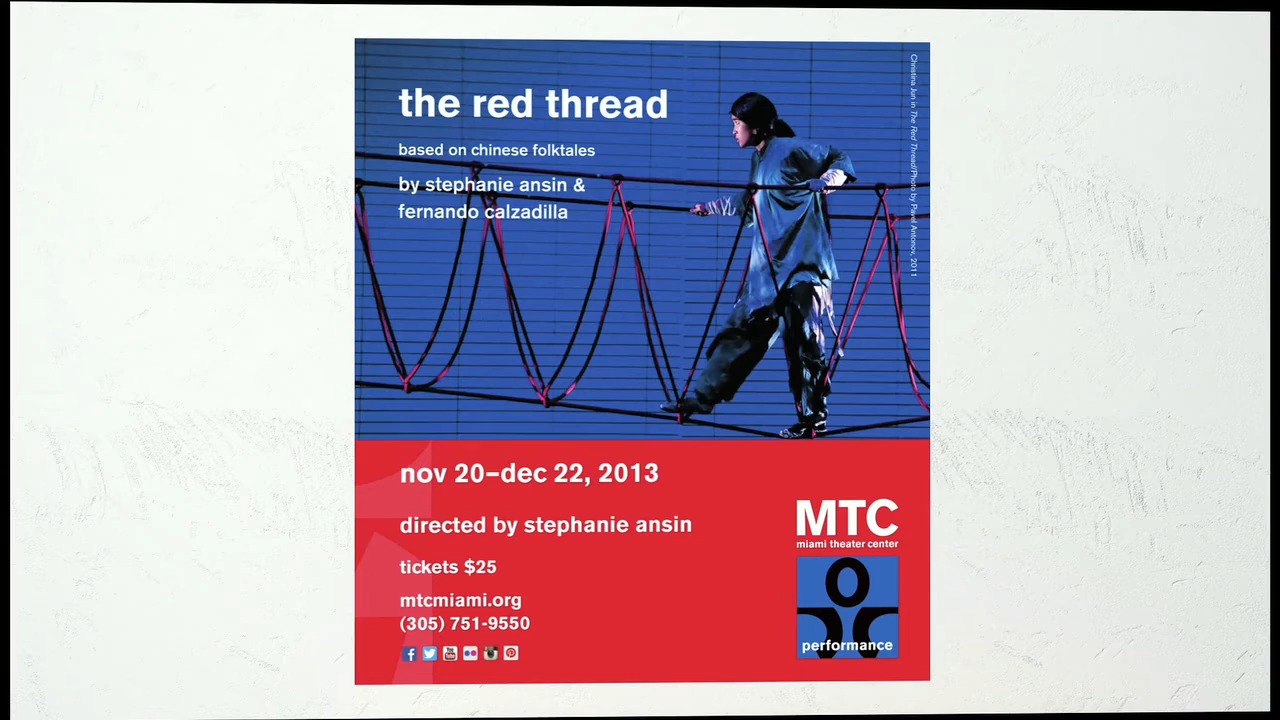 the red thread
based on chinese folktales
by stephanie ansin &
fernando calzadilla
Christina Jun in The Red Thread/Photo by Pavel Antonov, 2011
nov 20–dec 22, 2013
directed by stephanie ansin
tickets $25
mtcmiami.org
(305) 751-9550
You
Tube
MTC
miami theater center
performance